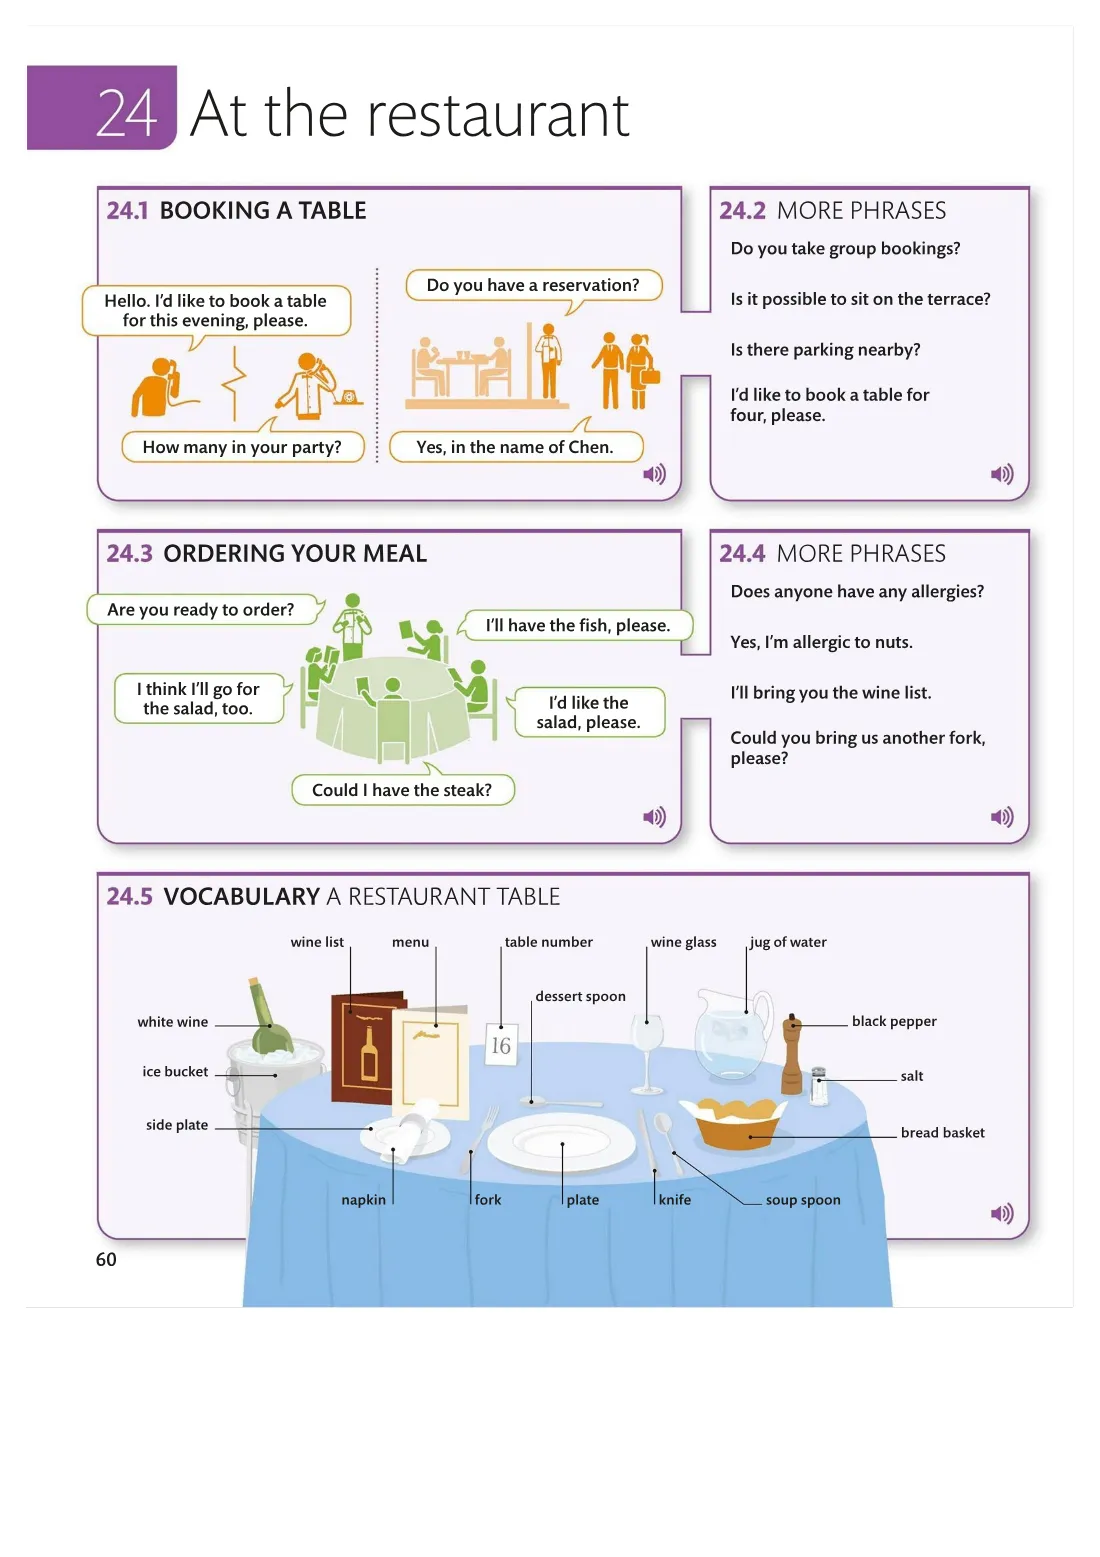 24 At the restaurant
24.1 BOOKING A TABLE
Hello. I'd like to book a table
for this evening, please.
How many in your party?
Do you have a reservation?
Yes, in the name of Chen.
24.2 MORE PHRASES
Do you take group bookings?
Is it possible to sit on the terrace?
Is there parking nearby?
I'd like to book a table for
four, please.
24.3 ORDERING YOUR MEAL
Are you ready to order?
I'll have the fish, please.
I think I'll go for
the salad, too.
I'd like the
salad, please.
Could I have the steak?
24.4 MORE PHRASES
Does anyone have any allergies?
Yes, I'm allergic to nuts.
I'll bring you the wine list.
Could you bring us another fork,
please?
24.5 VOCABULARY A RESTAURANT TABLE
wine list
menu
table number
wine glass
jug of water
dessert spoon
white wine
black pepper
16
ice bucket
salt
side plate
bread basket
napkin
fork
plate
knife
soup spoon
60